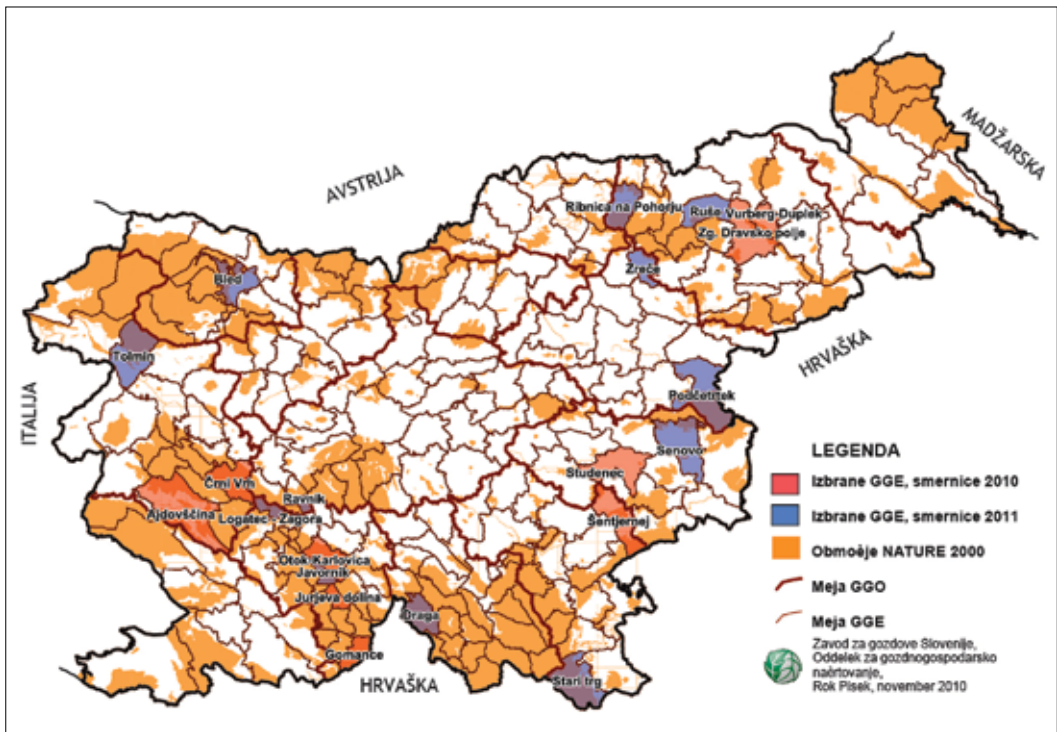 MADŽARSKA
AVSTRIJA
Ribnica na Pohorju
Ruše
Vurberg-Duplek
Zg. Dravsko polje
Zreče
Bled
Tolmin
HRVAŠKA
ITALIJA
Podčetrtek
Senovo
Studenec
Šentjernej
Črni Vrh
Ravnik
Ajdovščina
Logatec - Zagora
Otok Karlovica
Javornik
Jurjeva dolina
Draga
Gomance
HRVAŠKA
Stari trg
LEGENDA
Izbrane GGE, smernice 2010
Izbrane GGE, smernice 2011
Območje NATURE 2000
Meja GGO
Meja GGE
Zavod za gozdove Slovenije,
Oddelek za gozdnogospodarsko
načrtovanje,
Rok Pisek, november 2010